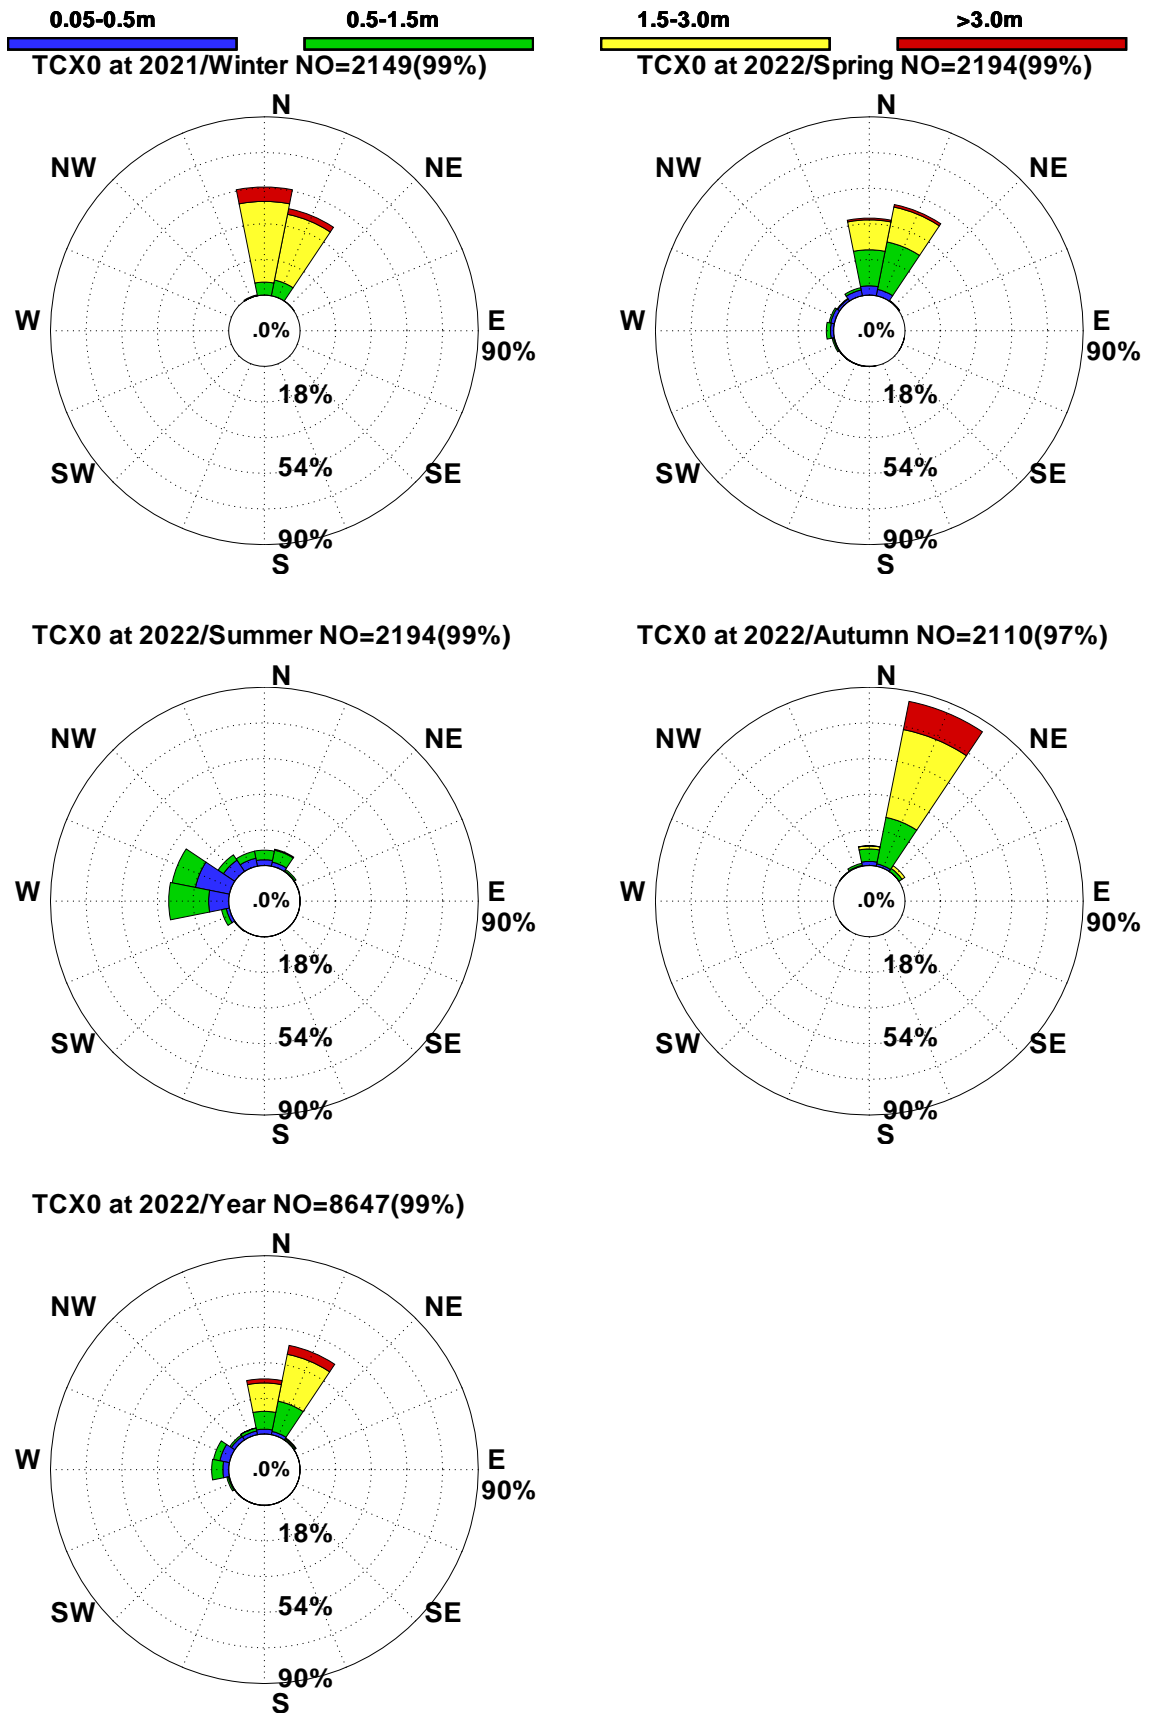 0.05-0.5m 0.5-1.5m 1.5-3.0m >3.0m
TCX0 at 2021/Winter NO=2149(99%)
N
NW NE
W .0% E
90%
18%
SW 54% SE
90%
S
TCX0 at 2022/Spring NO=2194(99%)
N
NW NE
W .0% E
90%
18%
SW 54% SE
90%
S
TCX0 at 2022/Summer NO=2194(99%)
N
NW NE
W .0% E
90%
18%
SW 54% SE
90%
S
TCX0 at 2022/Autumn NO=2110(97%)
N
NW NE
W .0% E
90%
18%
SW 54% SE
90%
S
TCX0 at 2022/Year NO=8647(99%)
N
NW NE
W .0% E
90%
18%
SW 54% SE
90%
S